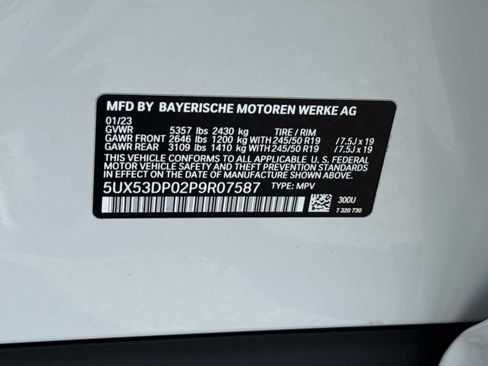 MFD BY BAYERISCHE MOTOREN WERKE AG
01/23
GVWR 5357 lbs 2430 kg TIRE / RIM
GAWR FRONT 2646 lbs 1200 kg WITH 245/50 R19 /7.5J x 19
GAWR REAR 3109 lbs 1410 kg WITH 245/50 R19 /7.5J x 19
THIS VEHICLE CONFORMS TO ALL APPLICABLE U.S. FEDERAL
MOTOR VEHICLE SAFETY AND THEFT PREVENTION STANDARDS
IN EFFECT ON THE DATE OF MANUFACTURE SHOWN ABOVE.
5UX53DP02P9R07587 TYPE: MPV
300U
7 320 730